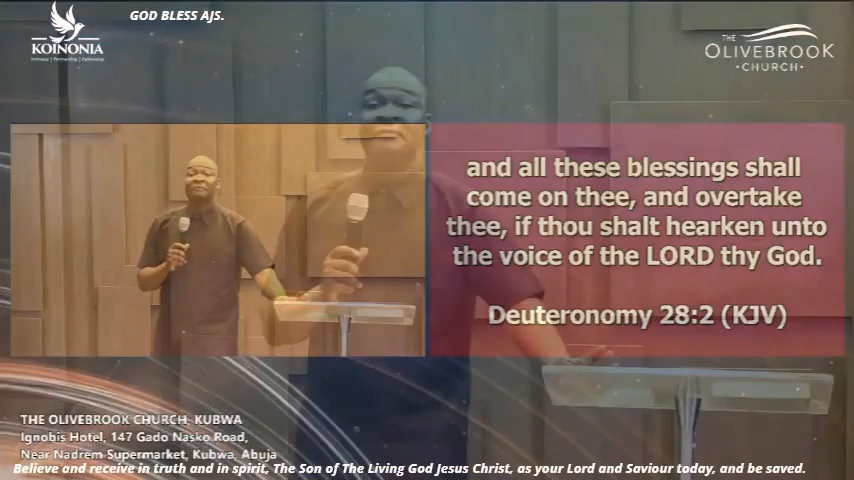 GOD BLESS AJS.
KOINONIA
THE
OLIVEBROOK
CHURCH
and all these blessings shall
come on thee, and overtake
thee, if thou shalt hearken unto
the voice of the LORD thy God.
Deuteronomy 28:2 (KJV)
THE OLIVEBROOK CHURCH, KUBWA
Ignobis Hotel, 147 Gado Nasko Road,
Near Nadrem Supermarket, Kubwa, Abuja
Believe and receive in truth and in spirit, The Son of The Living God Jesus Christ, as your Lord and Saviour today, and be saved.